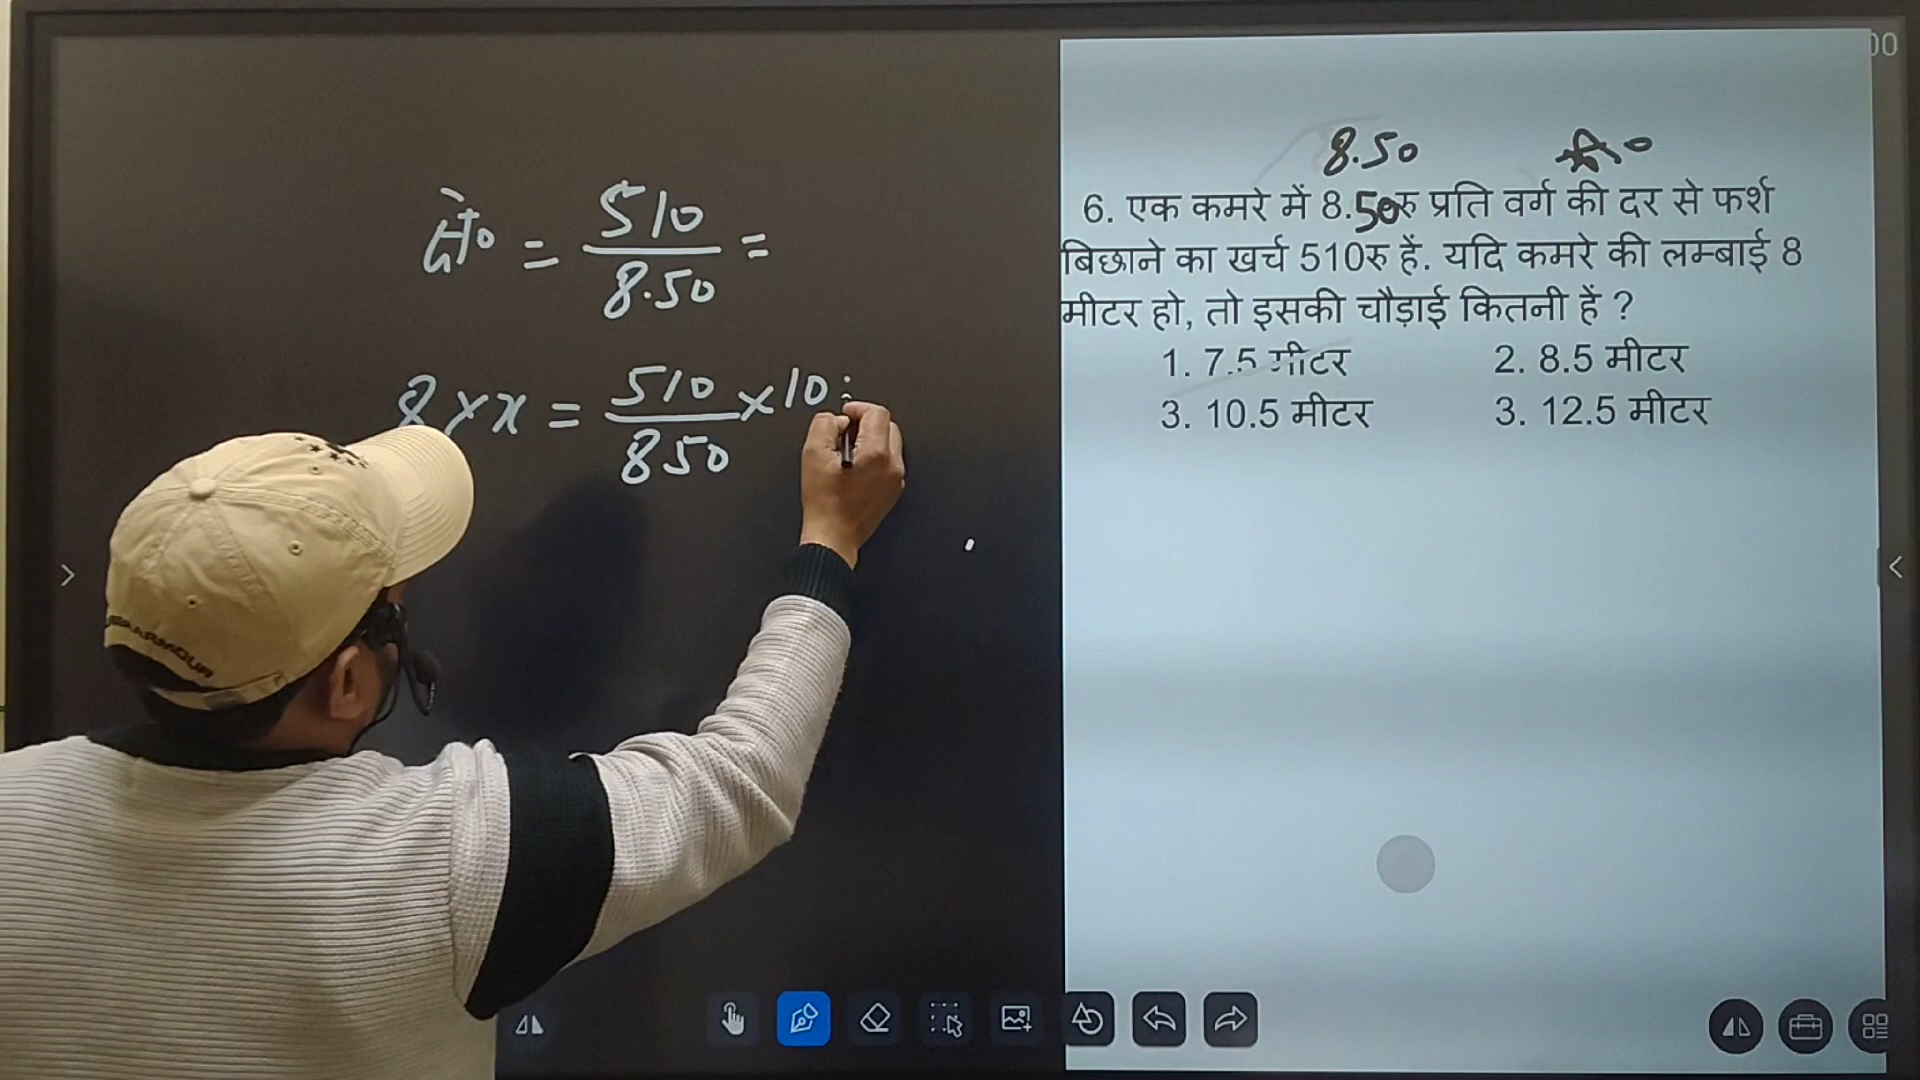 क्षे० = 510 / 8.50 =
8 × x = 510 / 850 × 10
00
8.50 मी०
6. एक कमरे में 8.50रु प्रति वर्ग की दर से फर्श
बिछाने का खर्च 510रु हें. यदि कमरे की लम्बाई 8
मीटर हो, तो इसकी चौड़ाई कितनी हें ?
1. 7.5 मीटर 2. 8.5 मीटर
3. 10.5 मीटर 3. 12.5 मीटर